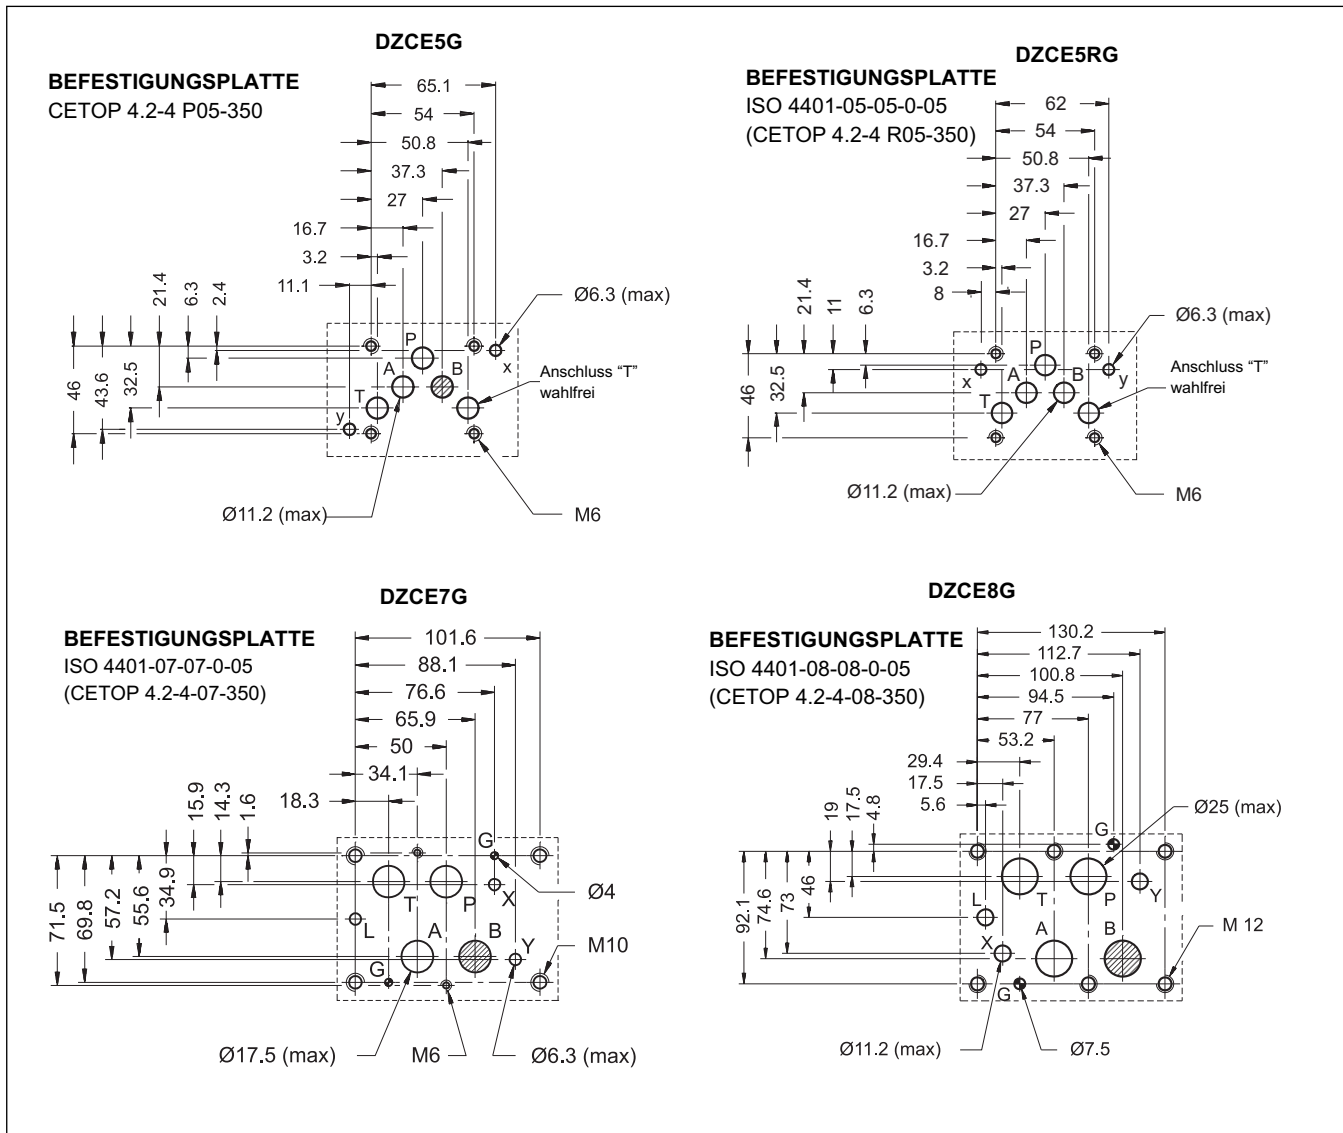 DZCE5G
BEFESTIGUNGSPLATTE
CETOP 4.2-4 P05-350
65.1
54
50.8
37.3
27
16.7
3.2
11.1
21.4
6.3
2.4
46
43.6
32.5
Ø6.3 (max)
P
A
B
x
T
y
Anschluss “T”
wahlfrei
Ø11.2 (max)
M6
DZCE5RG
BEFESTIGUNGSPLATTE
ISO 4401-05-05-0-05
(CETOP 4.2-4 R05-350)
62
54
50.8
37.3
27
16.7
3.2
8
21.4
11
6.3
46
32.5
Ø6.3 (max)
P
x
A
B
y
T
Anschluss “T”
wahlfrei
Ø11.2 (max)
M6
DZCE7G
BEFESTIGUNGSPLATTE
ISO 4401-07-07-0-05
(CETOP 4.2-4-07-350)
101.6
88.1
76.6
65.9
50
34.1
18.3
15.9
14.3
1.6
71.5
69.8
57.2
55.6
34.9
G
Ø4
T
P
X
L
A
B
Y
M10
G
Ø17.5 (max)
M6
Ø6.3 (max)
DZCE8G
BEFESTIGUNGSPLATTE
ISO 4401-08-08-0-05
(CETOP 4.2-4-08-350)
130.2
112.7
100.8
94.5
77
53.2
29.4
17.5
5.6
19
17.5
4.8
92.1
74.6
73
46
Ø25 (max)
G
T
P
Y
L
A
B
X
M 12
G
Ø11.2 (max)
Ø7.5